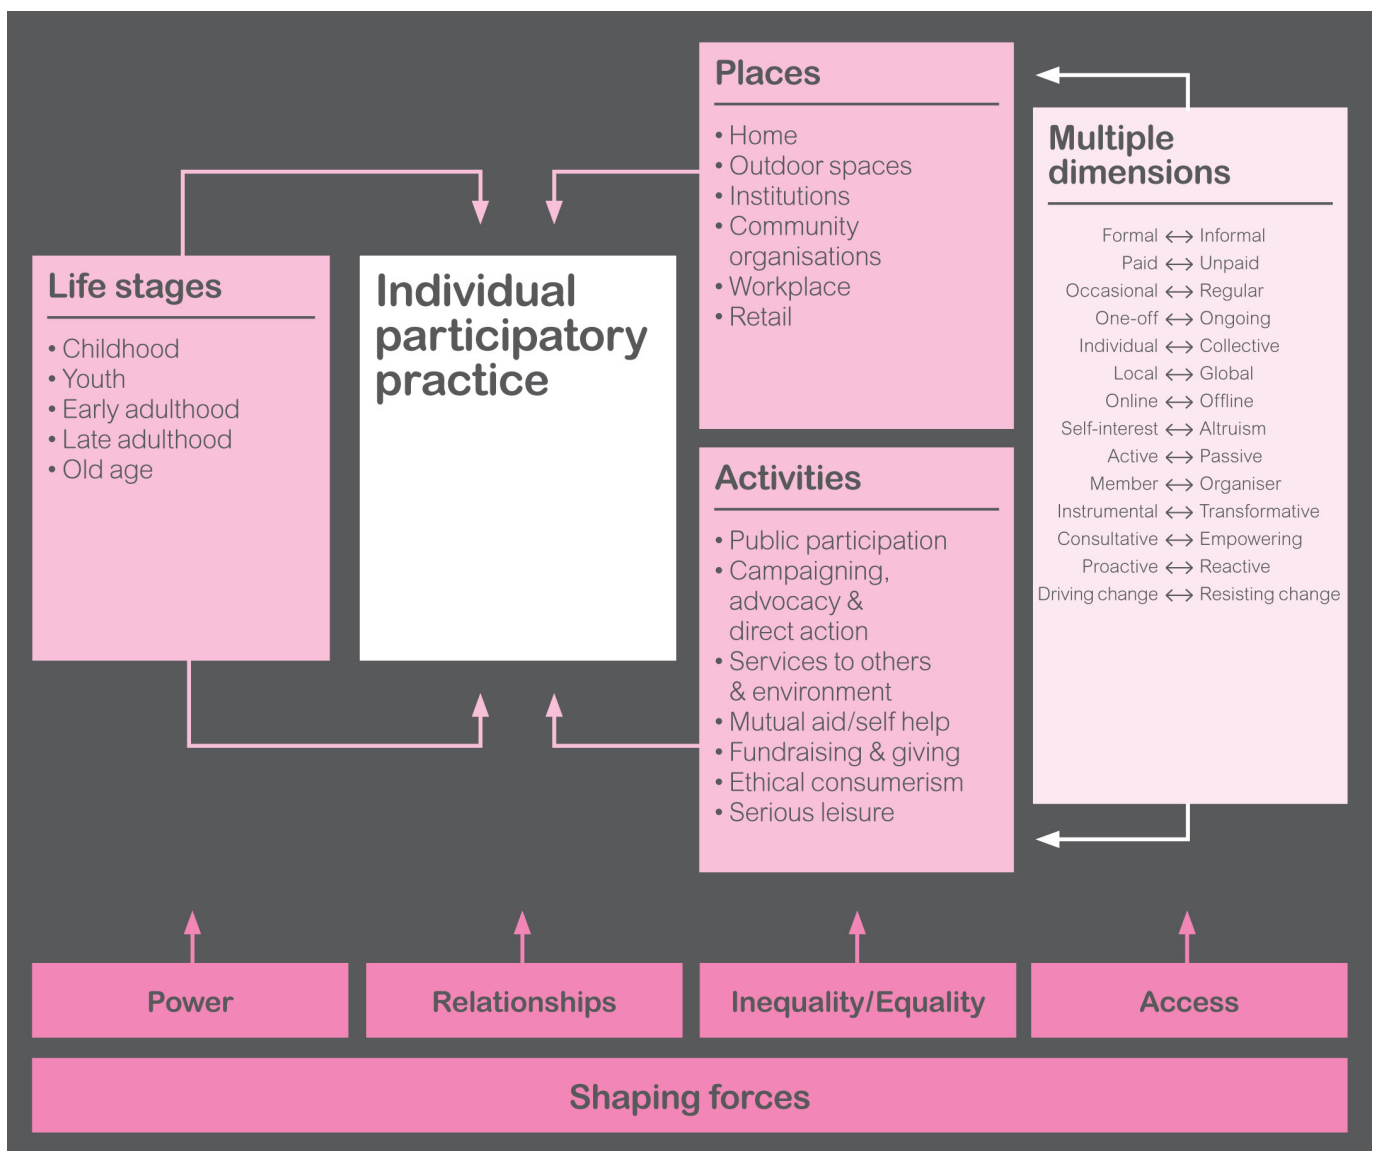 Places
• Home
• Outdoor spaces
• Institutions
• Community
organisations
• Workplace
• Retail
Multiple
dimensions
Formal ↔ Informal
Paid ↔ Unpaid
Occasional ↔ Regular
One-off ↔ Ongoing
Individual ↔ Collective
Local ↔ Global
Online ↔ Offline
Self-interest ↔ Altruism
Active ↔ Passive
Member ↔ Organiser
Instrumental ↔ Transformative
Consultative ↔ Empowering
Proactive ↔ Reactive
Driving change ↔ Resisting change
Life stages
• Childhood
• Youth
• Early adulthood
• Late adulthood
• Old age
Individual
participatory
practice
Activities
• Public participation
• Campaigning,
advocacy &
direct action
• Services to others
& environment
• Mutual aid/self help
• Fundraising & giving
• Ethical consumerism
• Serious leisure
Power
Relationships
Inequality/Equality
Access
Shaping forces